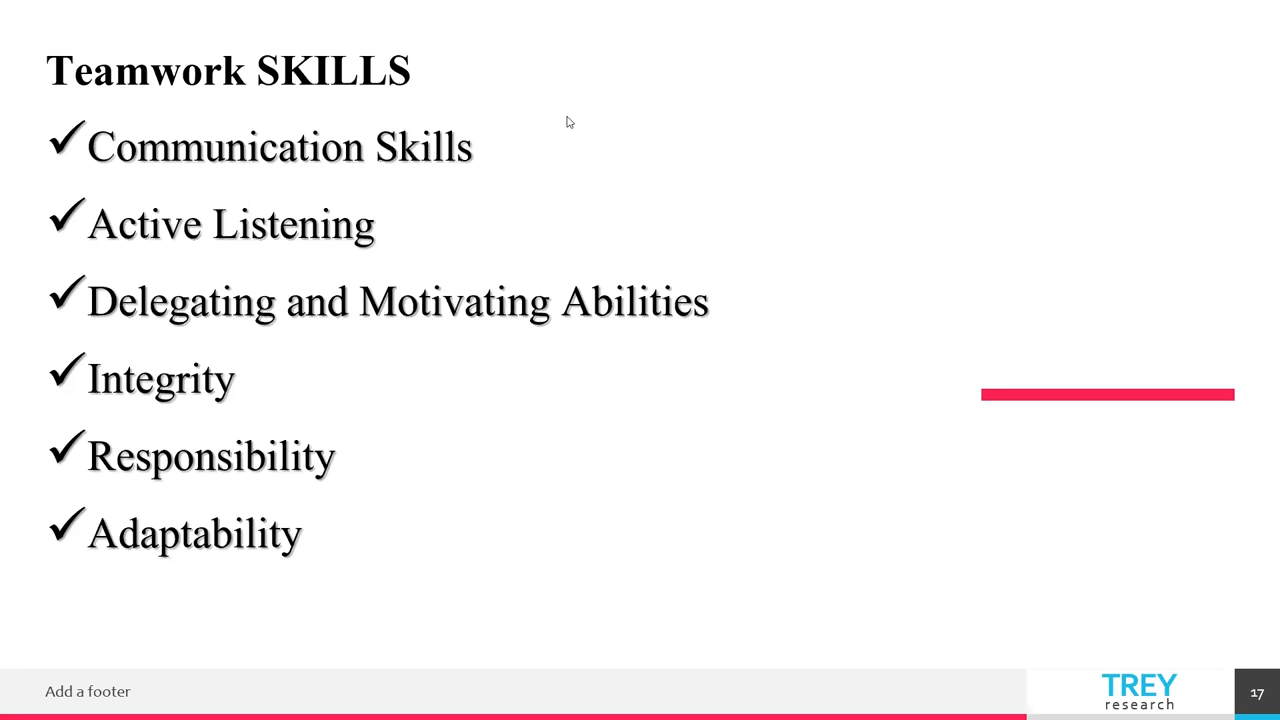 Teamwork SKILLS
✓Communication Skills
✓Active Listening
✓Delegating and Motivating Abilities
✓Integrity
✓Responsibility
✓Adaptability
Add a footer
TREY
research
17